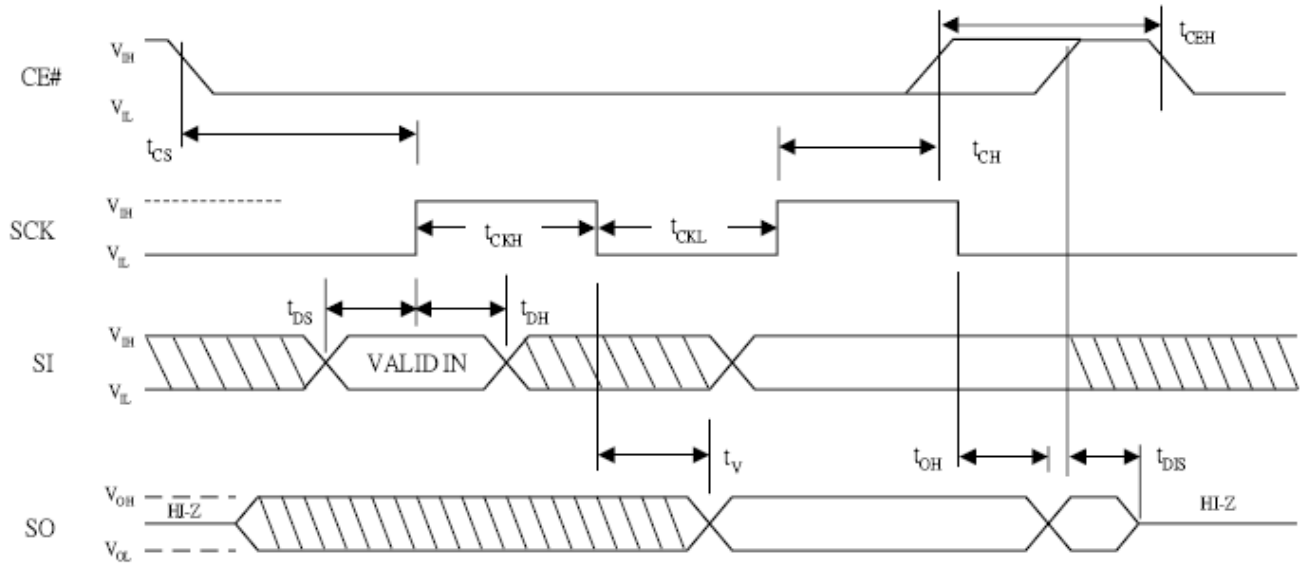 V_IH
CE#
V_IL
t_CEH
t_CS
t_CH
V_IH
SCK
V_IL
t_CKH
t_CKL
t_DS
t_DH
V_IH
SI
VALID IN
V_IL
t_V
t_OH
t_DIS
V_OH
HI-Z
HI-Z
SO
V_OL